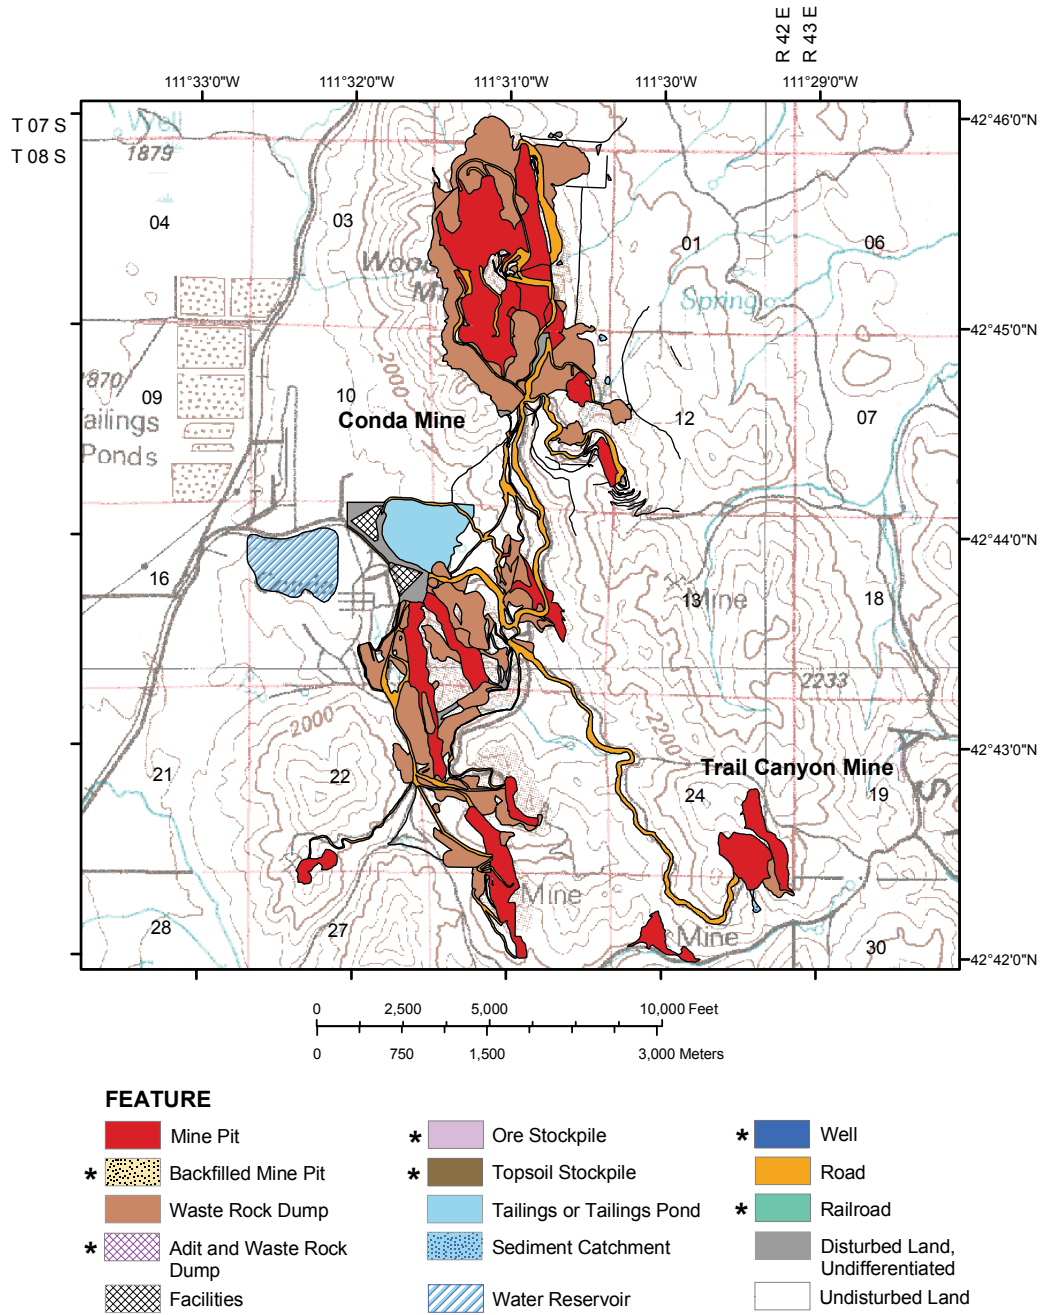 R 42 E
R 43 E
111°33'0"W 111°32'0"W 111°31'0"W 111°30'0"W 111°29'0"W
T 07 S
T 08 S
42°46'0"N
Well
1879
04
03
01
06
Spring
42°45'0"N
2000
1870
09
10
12
07
Conda Mine
ailings
Ponds
42°44'0"N
16
13
Mine
18
2233
2000
2200
42°43'0"N
Trail Canyon Mine
21
22
24
19
Mine
28
27
Mine
30
42°42'0"N
0 2,500 5,000 10,000 Feet
0 750 1,500 3,000 Meters
FEATURE
Mine Pit
* Backfilled Mine Pit
Waste Rock Dump
* Adit and Waste Rock
Dump
Facilities
* Ore Stockpile
* Topsoil Stockpile
Tailings or Tailings Pond
Sediment Catchment
Water Reservoir
* Well
Road
* Railroad
Disturbed Land,
Undifferentiated
Undisturbed Land